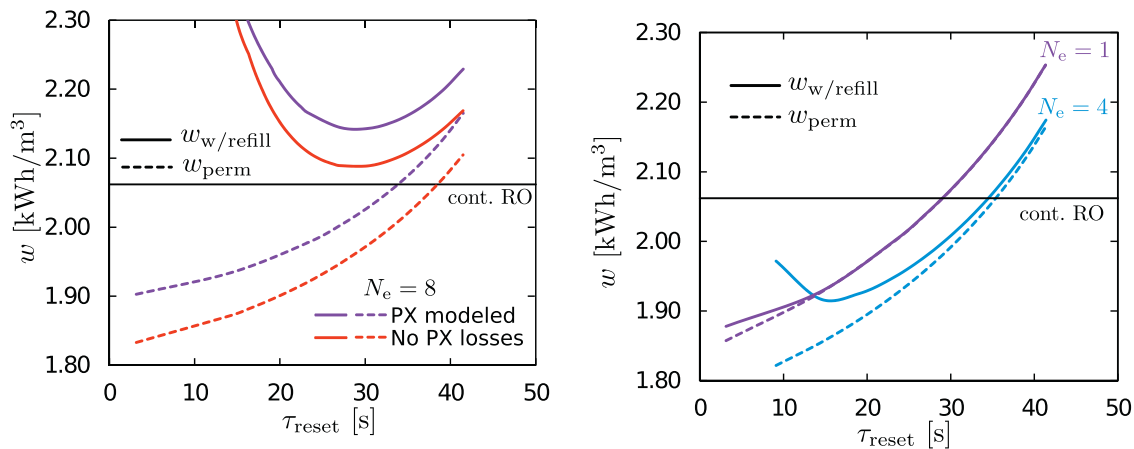 2.30
2.20
2.10
2.00
1.90
1.80
w [kWh/m³]
w_w/refill
w_perm
cont. RO
N_e = 8
PX modeled
No PX losses
0 10 20 30 40 50
τ_reset [s]
2.30
2.20
2.10
2.00
1.90
1.80
w [kWh/m³]
N_e = 1
w_w/refill
N_e = 4
w_perm
cont. RO
0 10 20 30 40 50
τ_reset [s]